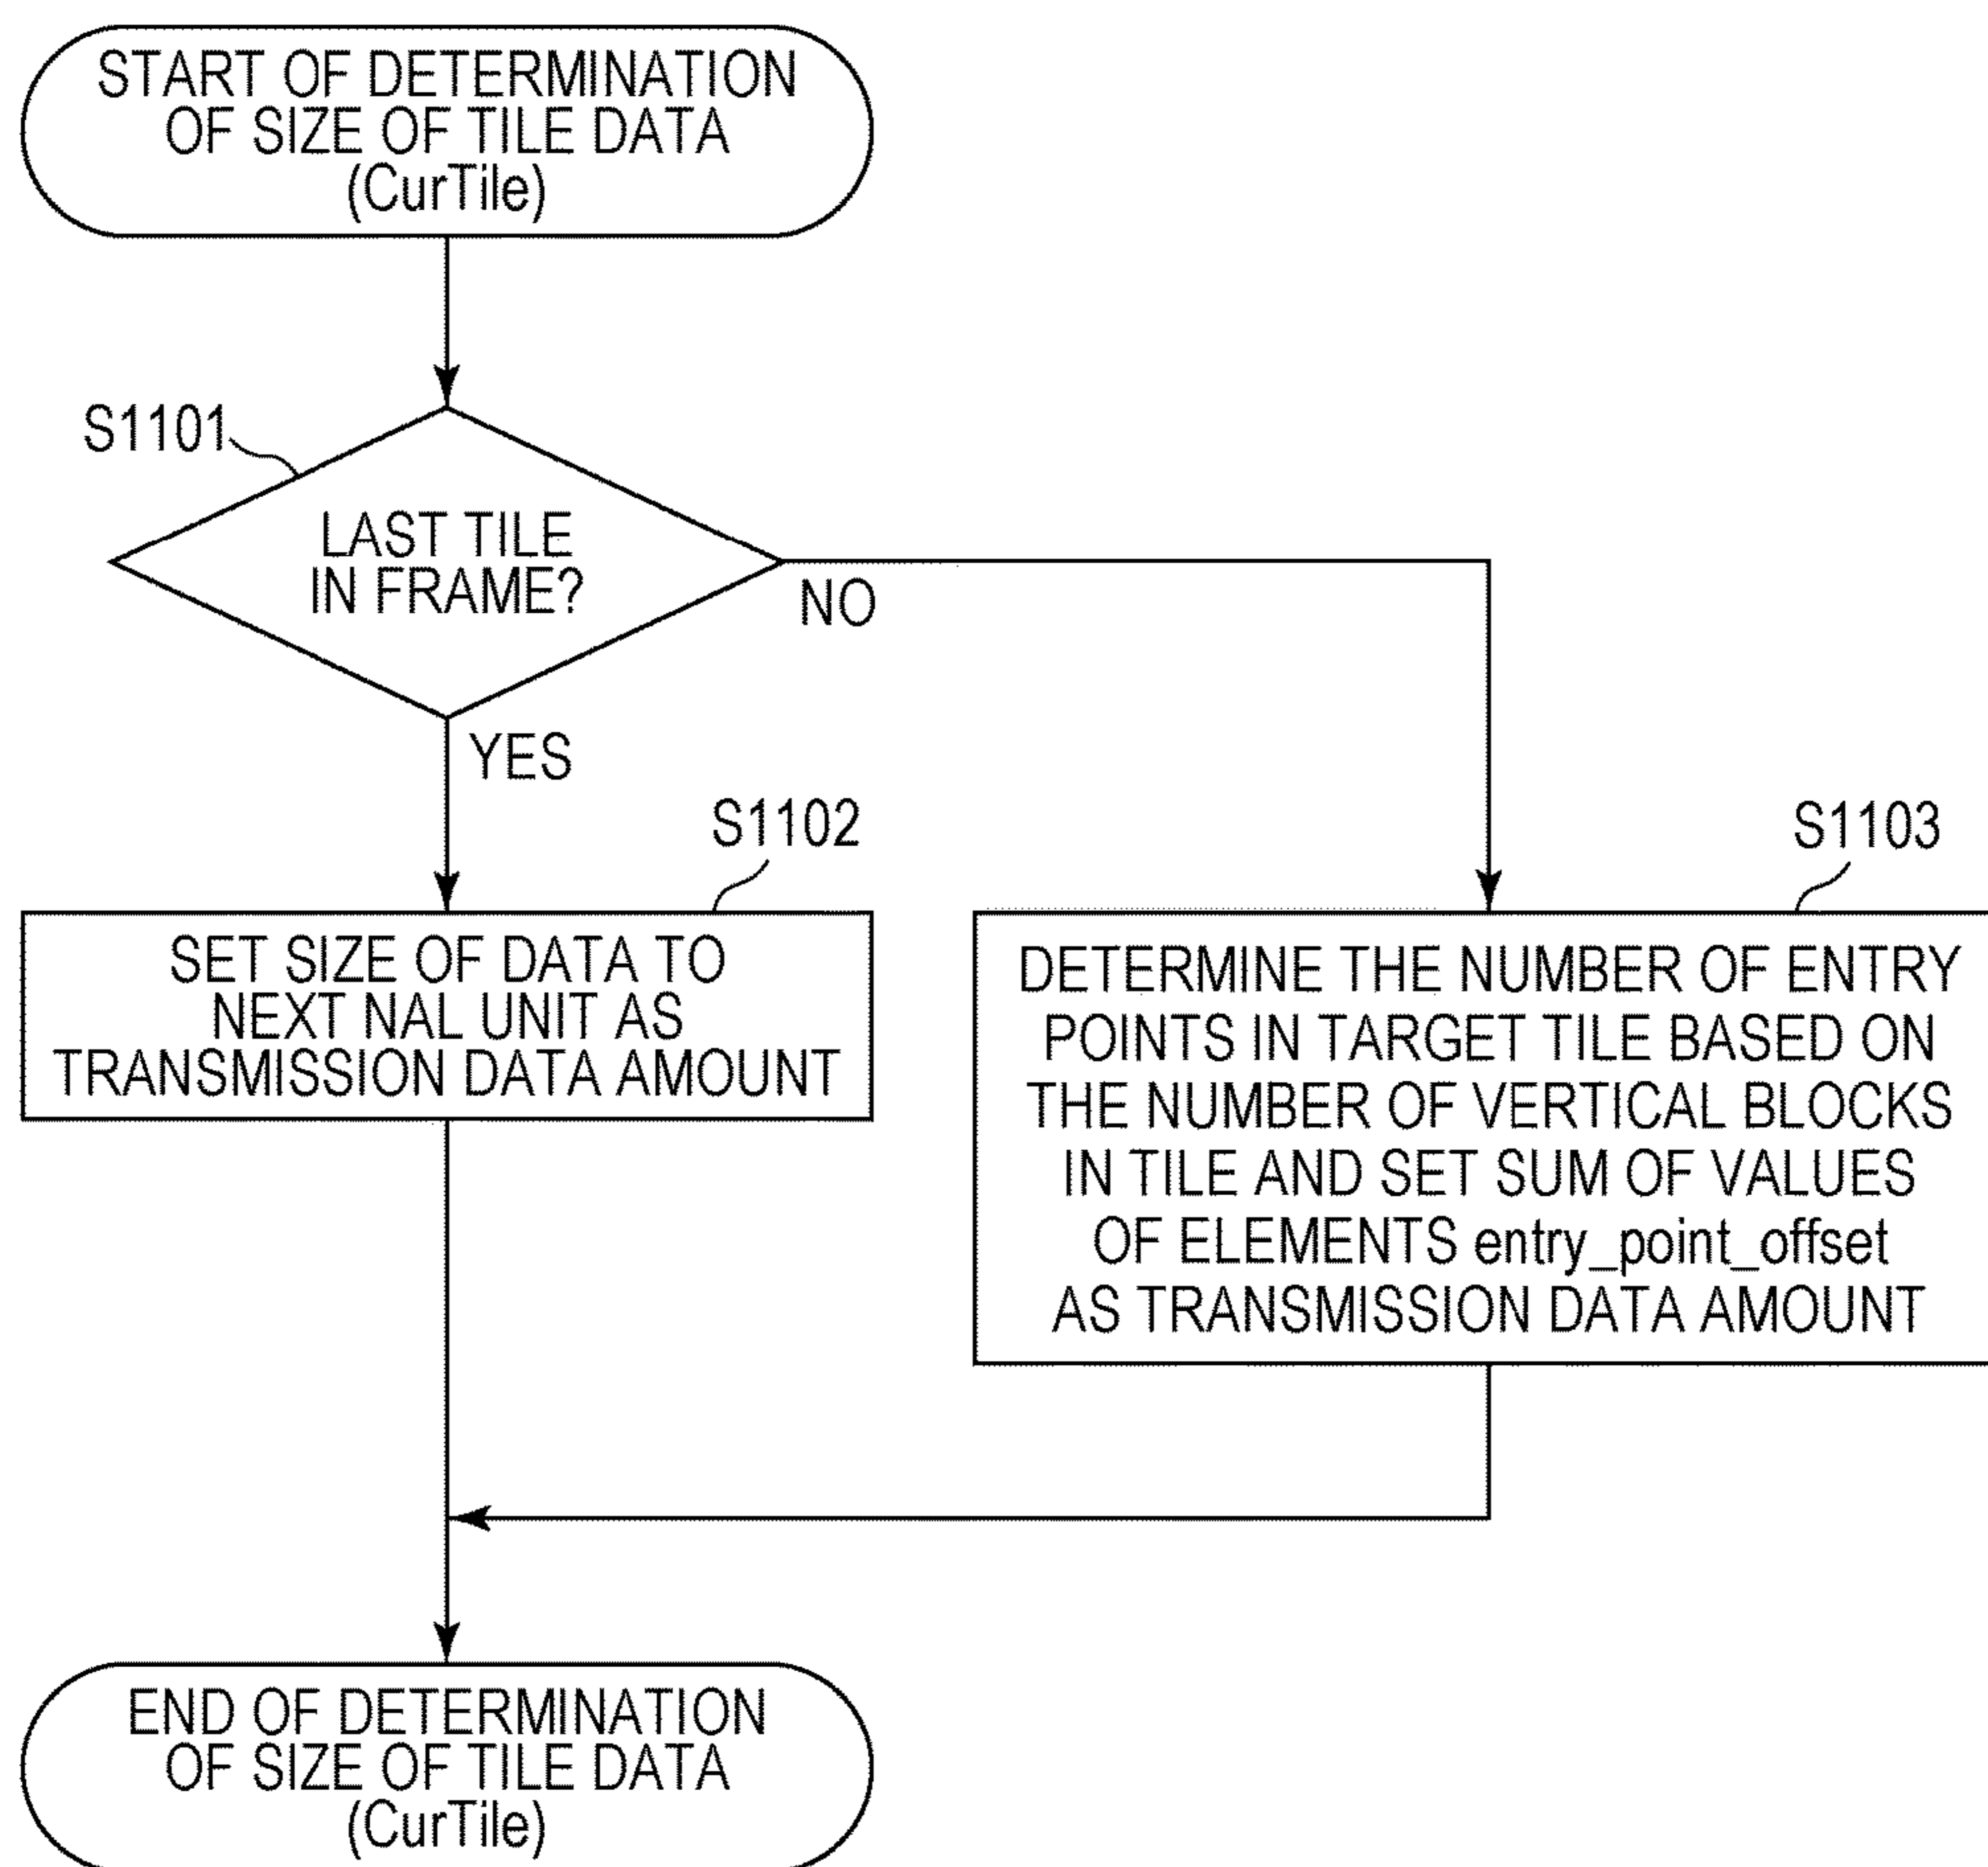 START OF DETERMINATION
OF SIZE OF TILE DATA
(CurTile)
S1101
LAST TILE
IN FRAME?
NO
YES
S1102
SET SIZE OF DATA TO
NEXT NAL UNIT AS
TRANSMISSION DATA AMOUNT
S1103
DETERMINE THE NUMBER OF ENTRY
POINTS IN TARGET TILE BASED ON
THE NUMBER OF VERTICAL BLOCKS
IN TILE AND SET SUM OF VALUES
OF ELEMENTS entry_point_offset
AS TRANSMISSION DATA AMOUNT
END OF DETERMINATION
OF SIZE OF TILE DATA
(CurTile)